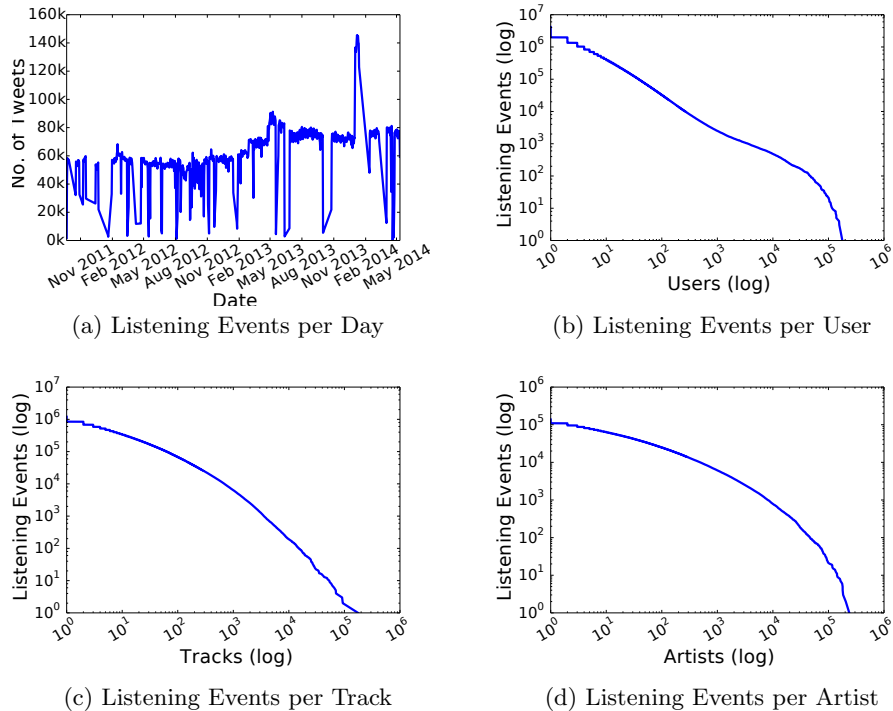 160k
140k
120k
100k
80k
60k
40k
20k
0k
No. of Tweets
Nov 2011
Feb 2012
May 2012
Aug 2012
Nov 2012
Feb 2013
May 2013
Aug 2013
Nov 2013
Feb 2014
May 2014
Date
(a) Listening Events per Day
10^7
10^6
10^5
10^4
10^3
10^2
10^1
10^0
Listening Events (log)
10^0
10^1
10^2
10^3
10^4
10^5
10^6
Users (log)
(b) Listening Events per User
10^7
10^6
10^5
10^4
10^3
10^2
10^1
10^0
Listening Events (log)
10^0
10^1
10^2
10^3
10^4
10^5
10^6
Tracks (log)
(c) Listening Events per Track
10^6
10^5
10^4
10^3
10^2
10^1
10^0
Listening Events (log)
10^0
10^1
10^2
10^3
10^4
10^5
10^6
Artists (log)
(d) Listening Events per Artist